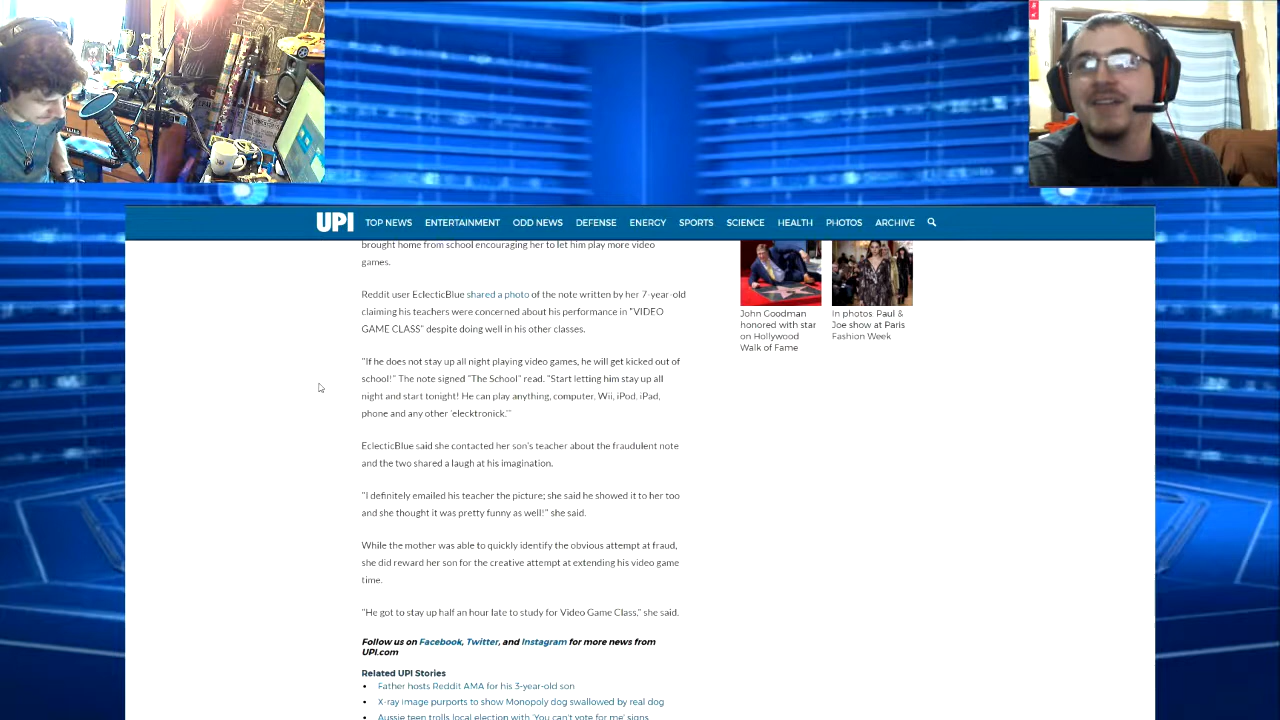 UPI TOP NEWS ENTERTAINMENT ODD NEWS DEFENSE ENERGY SPORTS SCIENCE HEALTH PHOTOS ARCHIVE
brought home from school encouraging her to let him play more video
games.
Reddit user EclecticBlue shared a photo of the note written by her 7-year-old
claiming his teachers were concerned about his performance in "VIDEO
GAME CLASS" despite doing well in his other classes.
"If he does not stay up all night playing video games, he will get kicked out of
school!" The note signed "The School" read. "Start letting him stay up all
night and start tonight! He can play anything, computer, Wii, iPod. iPad,
phone and any other 'elecktronick.'"
EclecticBlue said she contacted her son's teacher about the fraudulent note
and the two shared a laugh at his imagination.
"I definitely emailed his teacher the picture; she said he showed it to her too
and she thought it was pretty funny as well!" she said.
While the mother was able to quickly identify the obvious attempt at fraud,
she did reward her son for the creative attempt at extending his video game
time.
"He got to stay up half an hour late to study for Video Game Class," she said.
Follow us on Facebook, Twitter, and Instagram for more news from
UPI.com
Related UPI Stories
Father hosts Reddit AMA for his 3-year-old son
X-ray image purports to show Monopoly dog swallowed by real dog
Aussie teen trolls local election with 'You can't vote for me' signs
John Goodman
honored with star
on Hollywood
Walk of Fame
In photos: Paul &
Joe show at Paris
Fashion Week